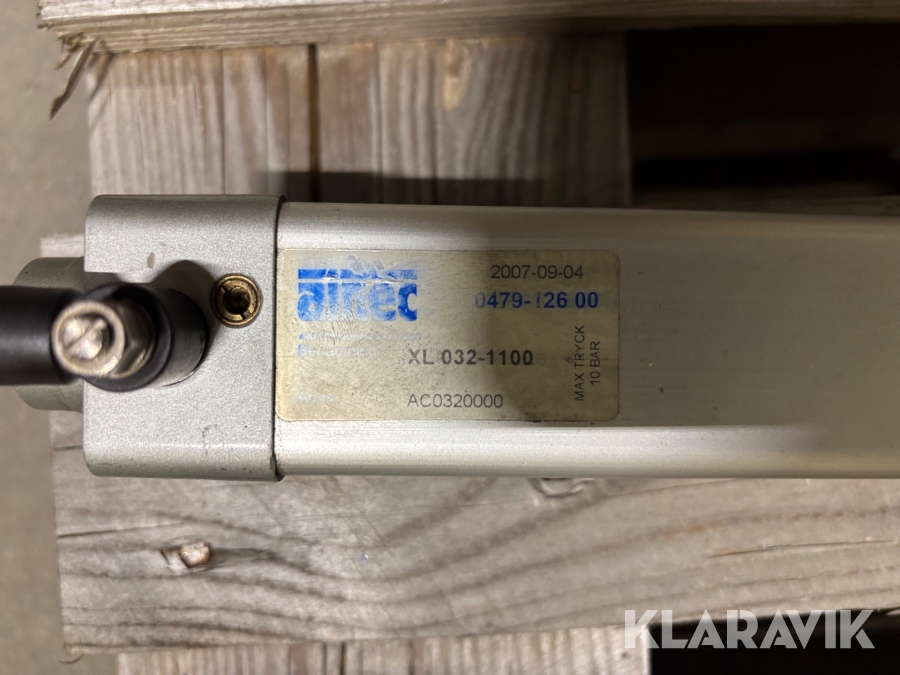 airtec
2007-09-04
0479-126 00
XL 032-1100
AC0320000
MAX TRYCK
10 BAR
KLARAVIK